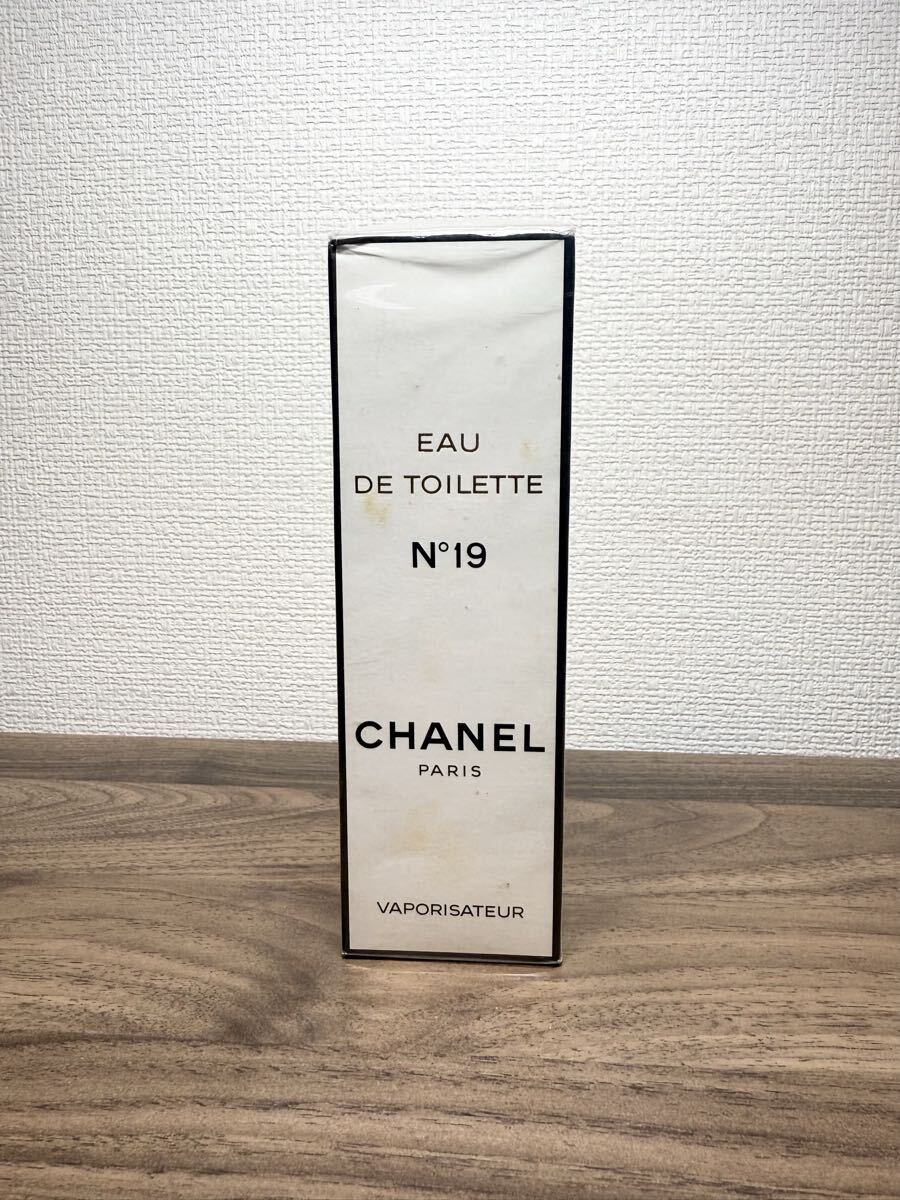 EAU
DE TOILETTE
N°19
CHANEL
PARIS
VAPORISATEUR